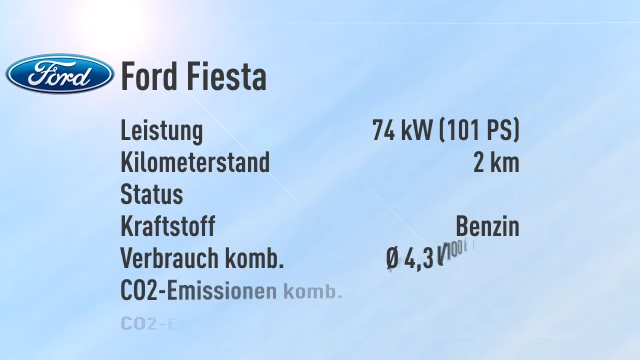 Ford Ford Fiesta
Leistung 74 kW (101 PS)
Kilometerstand 2 km
Status
Kraftstoff Benzin
Verbrauch komb. Ø 4,3 l/100
CO2-Emissionen komb.
CO2-E